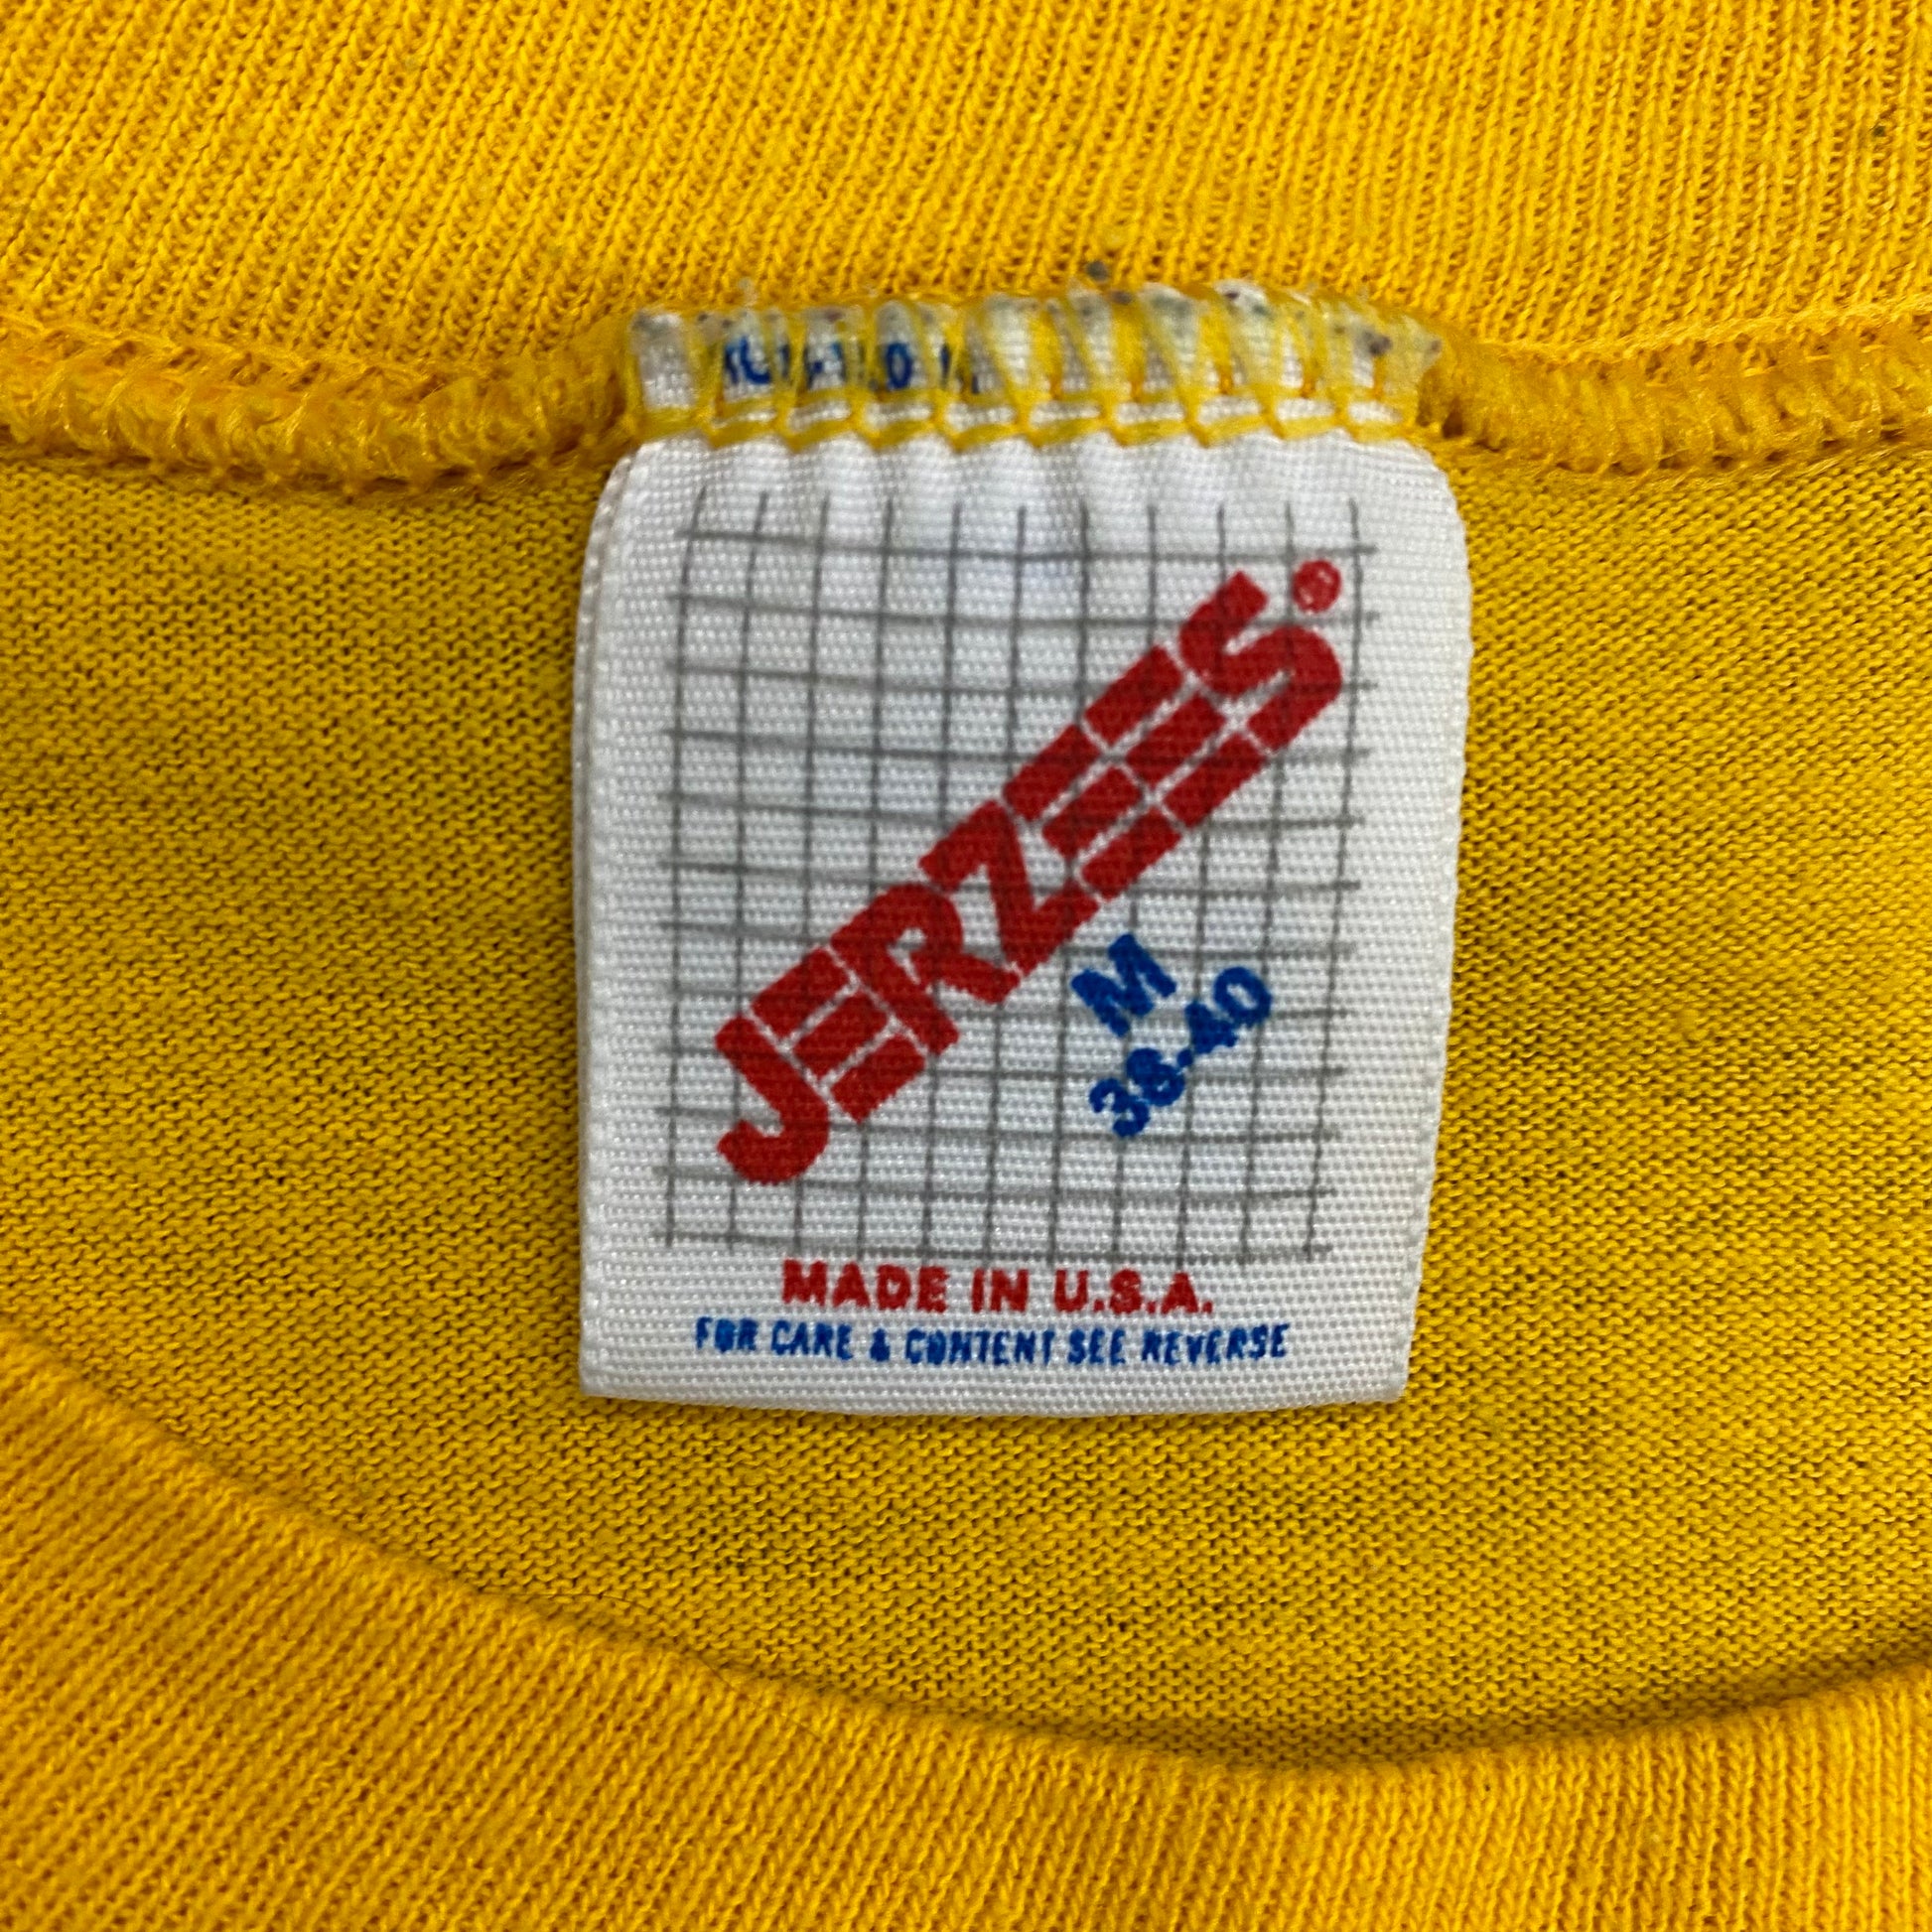 JERZEES®
M
38-40
MADE IN U.S.A.
FOR CARE & CONTENT SEE REVERSE